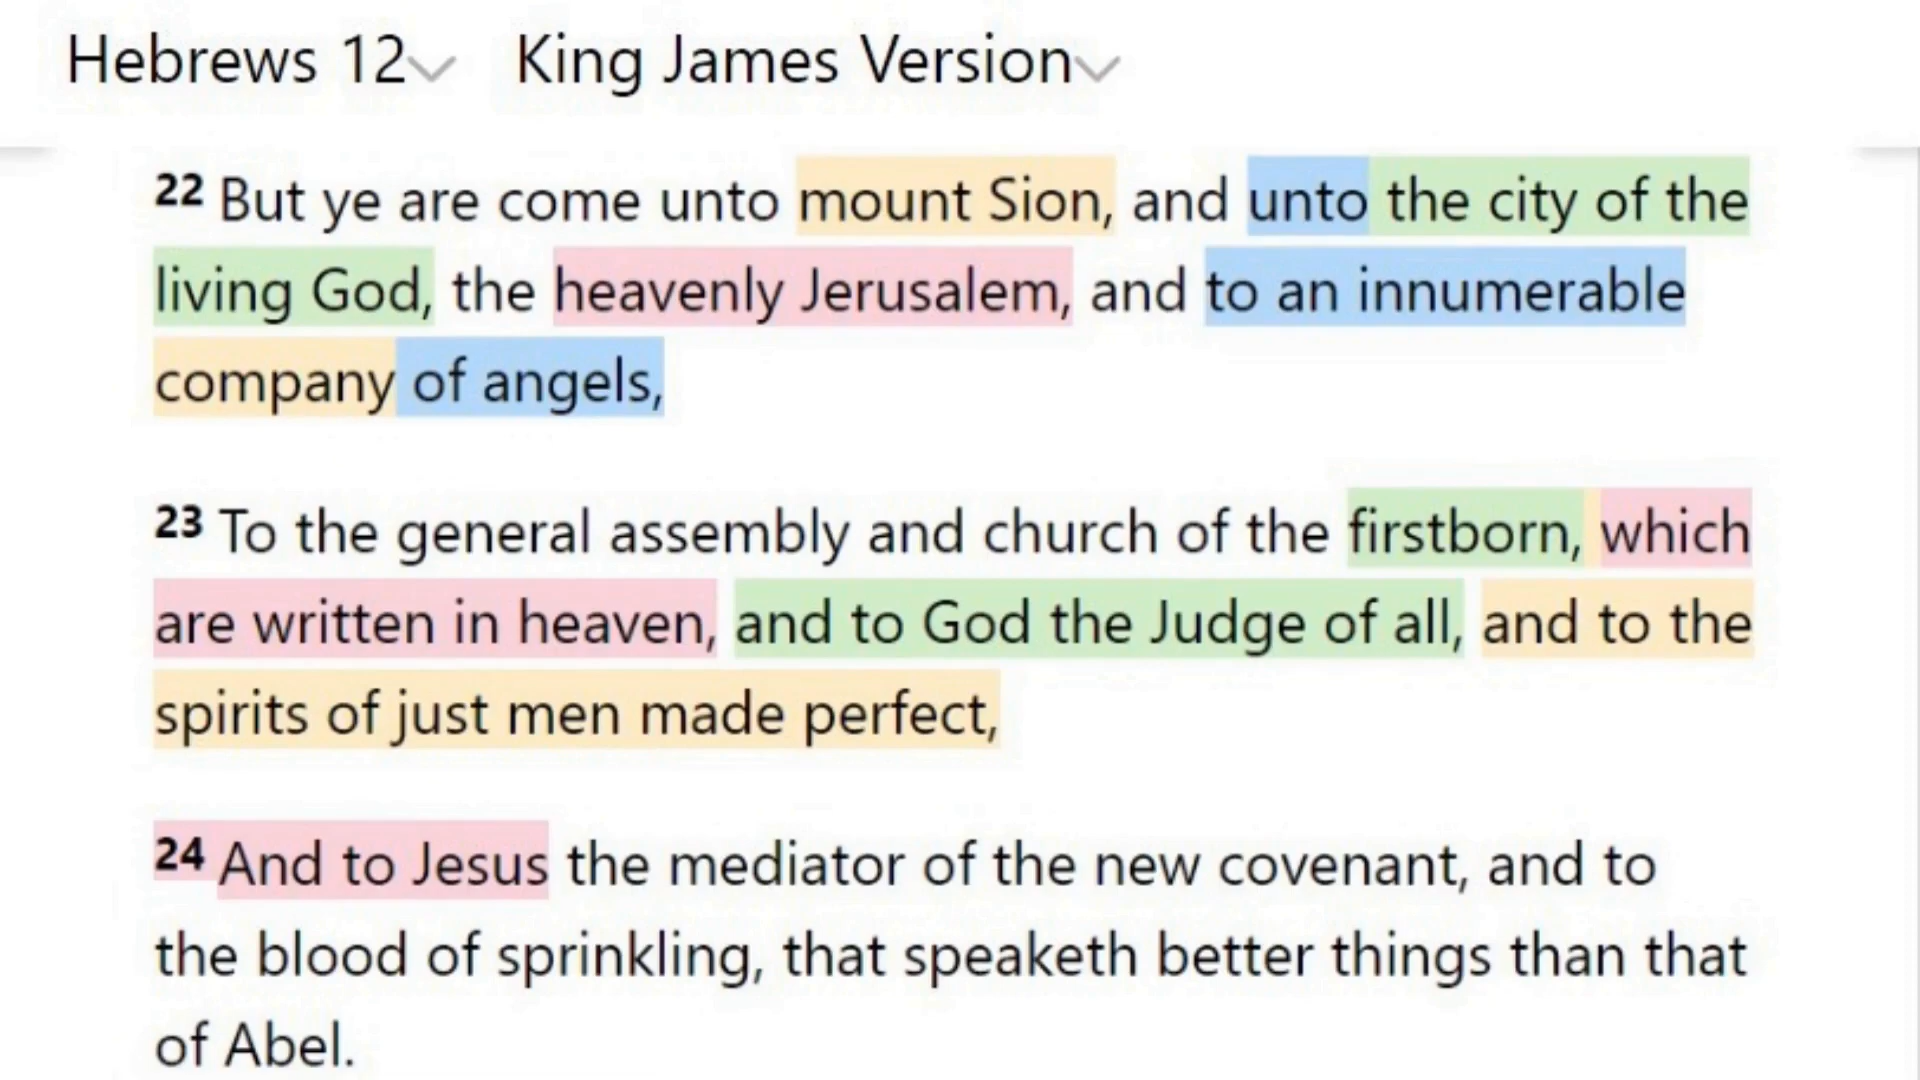 Hebrews 12 King James Version
22 But ye are come unto mount Sion, and unto the city of the
living God, the heavenly Jerusalem, and to an innumerable
company of angels,
23 To the general assembly and church of the firstborn, which
are written in heaven, and to God the Judge of all, and to the
spirits of just men made perfect,
24 And to Jesus the mediator of the new covenant, and to
the blood of sprinkling, that speaketh better things than that
of Abel.